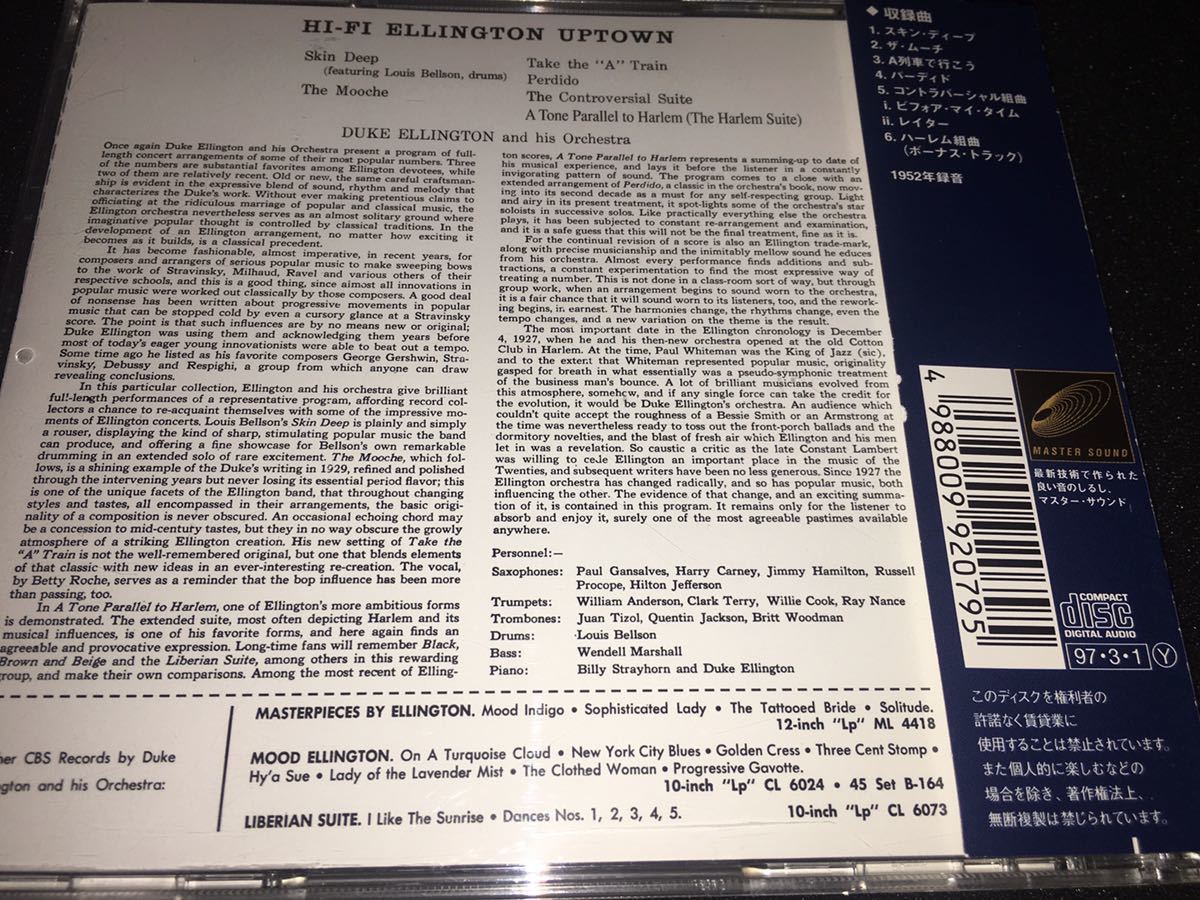 HI-FI ELLINGTON UPTOWN
Skin Deep
(featuring Louis Bellson, drums)
The Mooche
Take the "A" Train
Perdido
The Controversial Suite
A Tone Parallel to Harlem (The Harlem Suite)
DUKE ELLINGTON and his Orchestra
Once again Duke Ellington and his Orchestra present a program of full-
length concert arrangements of some of their most popular numbers. Three
of the numbers are substantial favorites among Ellington devotees, while
two of them are relatively recent. Old or new, the same careful craftsman-
ship is evident in the expressive blend of sound, rhythm and melody that
characterizes the Duke's work. Without ever making pretentious claims to
officiating at the ridiculous marriage of popular and classical music, the
Ellington orchestra nevertheless serves as an almost solitary ground where
imaginative popular thought is controlled by classical traditions. In the
development of an Ellington arrangement, no matter how exciting it
becomes as it builds, is a classical precedent.
It has become fashionable, almost imperative, in recent years, for
composers and arrangers of serious popular music to make sweeping bows
to the work of Stravinsky, Milhaud, Ravel and various others of their
respective schools, and this is a good thing, since almost all innovations in
popular music were worked out classically by those composers. A good deal
of nonsense has been written about progressive movements in popular
music that can be stopped cold by even a cursory glance at a Stravinsky
score. The point is that such influences are by no means new or original;
Duke Ellington was using them and acknowledging them years before
most of today's eager young innovationists were able to beat out a tempo.
Some time ago he listed as his favorite composers George Gershwin, Stra-
vinsky, Debussy and Respighi, a group from which anyone can draw
revealing conclusions.
In this particular collection, Ellington and his orchestra give brilliant
full-length performances of a representative program, affording record col-
lectors a chance to re-acquaint themselves with some of the impressive mo-
ments of Ellington concerts. Louis Bellson's Skin Deep is plainly and simply
a rouser, displaying the kind of sharp, stimulating popular music the band
can produce, and offering a fine showcase for Bellson's own remarkable
drumming in an extended solo of rare excitement. The Mooche, which fol-
lows, is a shining example of the Duke's writing in 1929, refined and polished
through the intervening years but never losing its essential period flavor; this
is one of the unique facets of the Ellington band, that throughout changing
styles and tastes, all encompassed in their arrangements, the basic origi-
nality of a composition is never obscured. An occasional echoing chord may
be a concession to mid-century tastes, but they in no way obscure the growly
atmosphere of a striking Ellington creation. His new setting of Take the
"A" Train is not the well-remembered original, but one that blends elements
of that classic with new ideas in an ever-interesting re-creation. The vocal,
by Betty Roche, serves as a reminder that the bop influence has been more
than passing, too.
In A Tone Parallel to Harlem, one of Ellington's more ambitious forms
is demonstrated. The extended suite, most often depicting Harlem and its
musical influences, is one of his favorite forms, and here again finds an
agreeable and provocative expression. Long-time fans will remember Black,
Brown and Beige and the Liberian Suite, among others in this rewarding
group, and make their own comparisons. Among the most recent of Elling-
ton scores, A Tone Parallel to Harlem represents a summing-up to date of
his musical experience, and lays it before the listener in a constantly
invigorating pattern of sound. The program comes to a close with an
extended arrangement of Perdido, a classic in the orchestra's book, now mov-
ing into its second decade as a must for any self-respecting group. Light
and airy in its present treatment, it spot-lights some of the orchestra's star
soloists in successive solos. Like practically everything else the orchestra
plays, it has been subjected to constant re-arrangement and examination,
and it is a safe guess that this will not be the final treatment, fine as it is.
For the continual revision of a score is also an Ellington trade-mark,
along with precise musicianship and the inimitably mellow sound he educes
from his orchestra. Almost every performance finds additions and sub-
tractions, a constant experimentation to find the most expressive way of
treating a number. This is not done in a class-room sort of way, but through
group work, when an arrangement begins to sound worn to the orchestra,
it is a fair chance that it will sound worn to its listeners, too, and the rework-
ing begins, in earnest. The harmonies change, the rhythms change, even the
tempo changes, and a new variation on the theme is the result.
The most important date in the Ellington chronology is December
4, 1927, when he and his then-new orchestra opened at the old Cotton
Club in Harlem. At the time, Paul Whiteman was the King of Jazz (sic),
and to the extent that Whiteman represented popular music, originality
gasped for breath in what essentially was a pseudo-symphonic treatment
of the business man's bounce. A lot of brilliant musicians evolved from
this atmosphere, somehow, and if any single force can take the credit for
the evolution, it would be Duke Ellington's orchestra. An audience which
couldn't quite accept the roughness of a Bessie Smith or an Armstrong at
the time was nevertheless ready to toss out the front-porch ballads and the
dormitory novelties, and the blast of fresh air which Ellington and his men
let in was a revelation. So caustic a critic as the late Constant Lambert
was willing to cede Ellington an important place in the music of the
Twenties, and subsequent writers have been no less generous. Since 1927 the
Ellington orchestra has changed radically, and so has popular music, both
influencing the other. The evidence of that change, and an exciting summa-
tion of it, is contained in this program. It remains only for the listener to
absorb and enjoy it, surely one of the most agreeable pastimes available
anywhere.
Personnel:—
Saxophones: Paul Gansalves, Harry Carney, Jimmy Hamilton, Russell
Procope, Hilton Jefferson
Trumpets: William Anderson, Clark Terry, Willie Cook, Ray Nance
Trombones: Juan Tizol, Quentin Jackson, Britt Woodman
Drums: Louis Bellson
Bass: Wendell Marshall
Piano: Billy Strayhorn and Duke Ellington
her CBS Records by Duke
ngton and his Orchestra:
MASTERPIECES BY ELLINGTON. Mood Indigo • Sophisticated Lady • The Tattooed Bride • Solitude.
12-inch "Lp" ML 4418
MOOD ELLINGTON. On A Turquoise Cloud • New York City Blues • Golden Cress • Three Cent Stomp •
Hy'a Sue • Lady of the Lavender Mist • The Clothed Woman • Progressive Gavotte.
10-inch "Lp" CL 6024 • 45 Set B-164
LIBERIAN SUITE. I Like The Sunrise • Dances Nos. 1, 2, 3, 4, 5.
10-inch "Lp" CL 6073
◆ 収録曲
1. スキン・ディープ
2. ザ・ムーチ
3. A列車で行こう
4. パーディド
5. コントラバーシャル組曲
i. ビフォア・マイ・タイム
ii. レイター
6. ハーレム組曲
(ボーナス・トラック)
1952年録音
4 988009 920795
MASTER SOUND
最新技術で作られた
良い音のしるし、
マスター・サウンド
COMPACT
disc
DIGITAL AUDIO
97・3・1 Y
このディスクを権利者の
許諾なく賃貸業に
使用することは禁止されています。
また個人的に楽しむなどの
場合を除き、著作権法上、
無断複製は禁じられています。